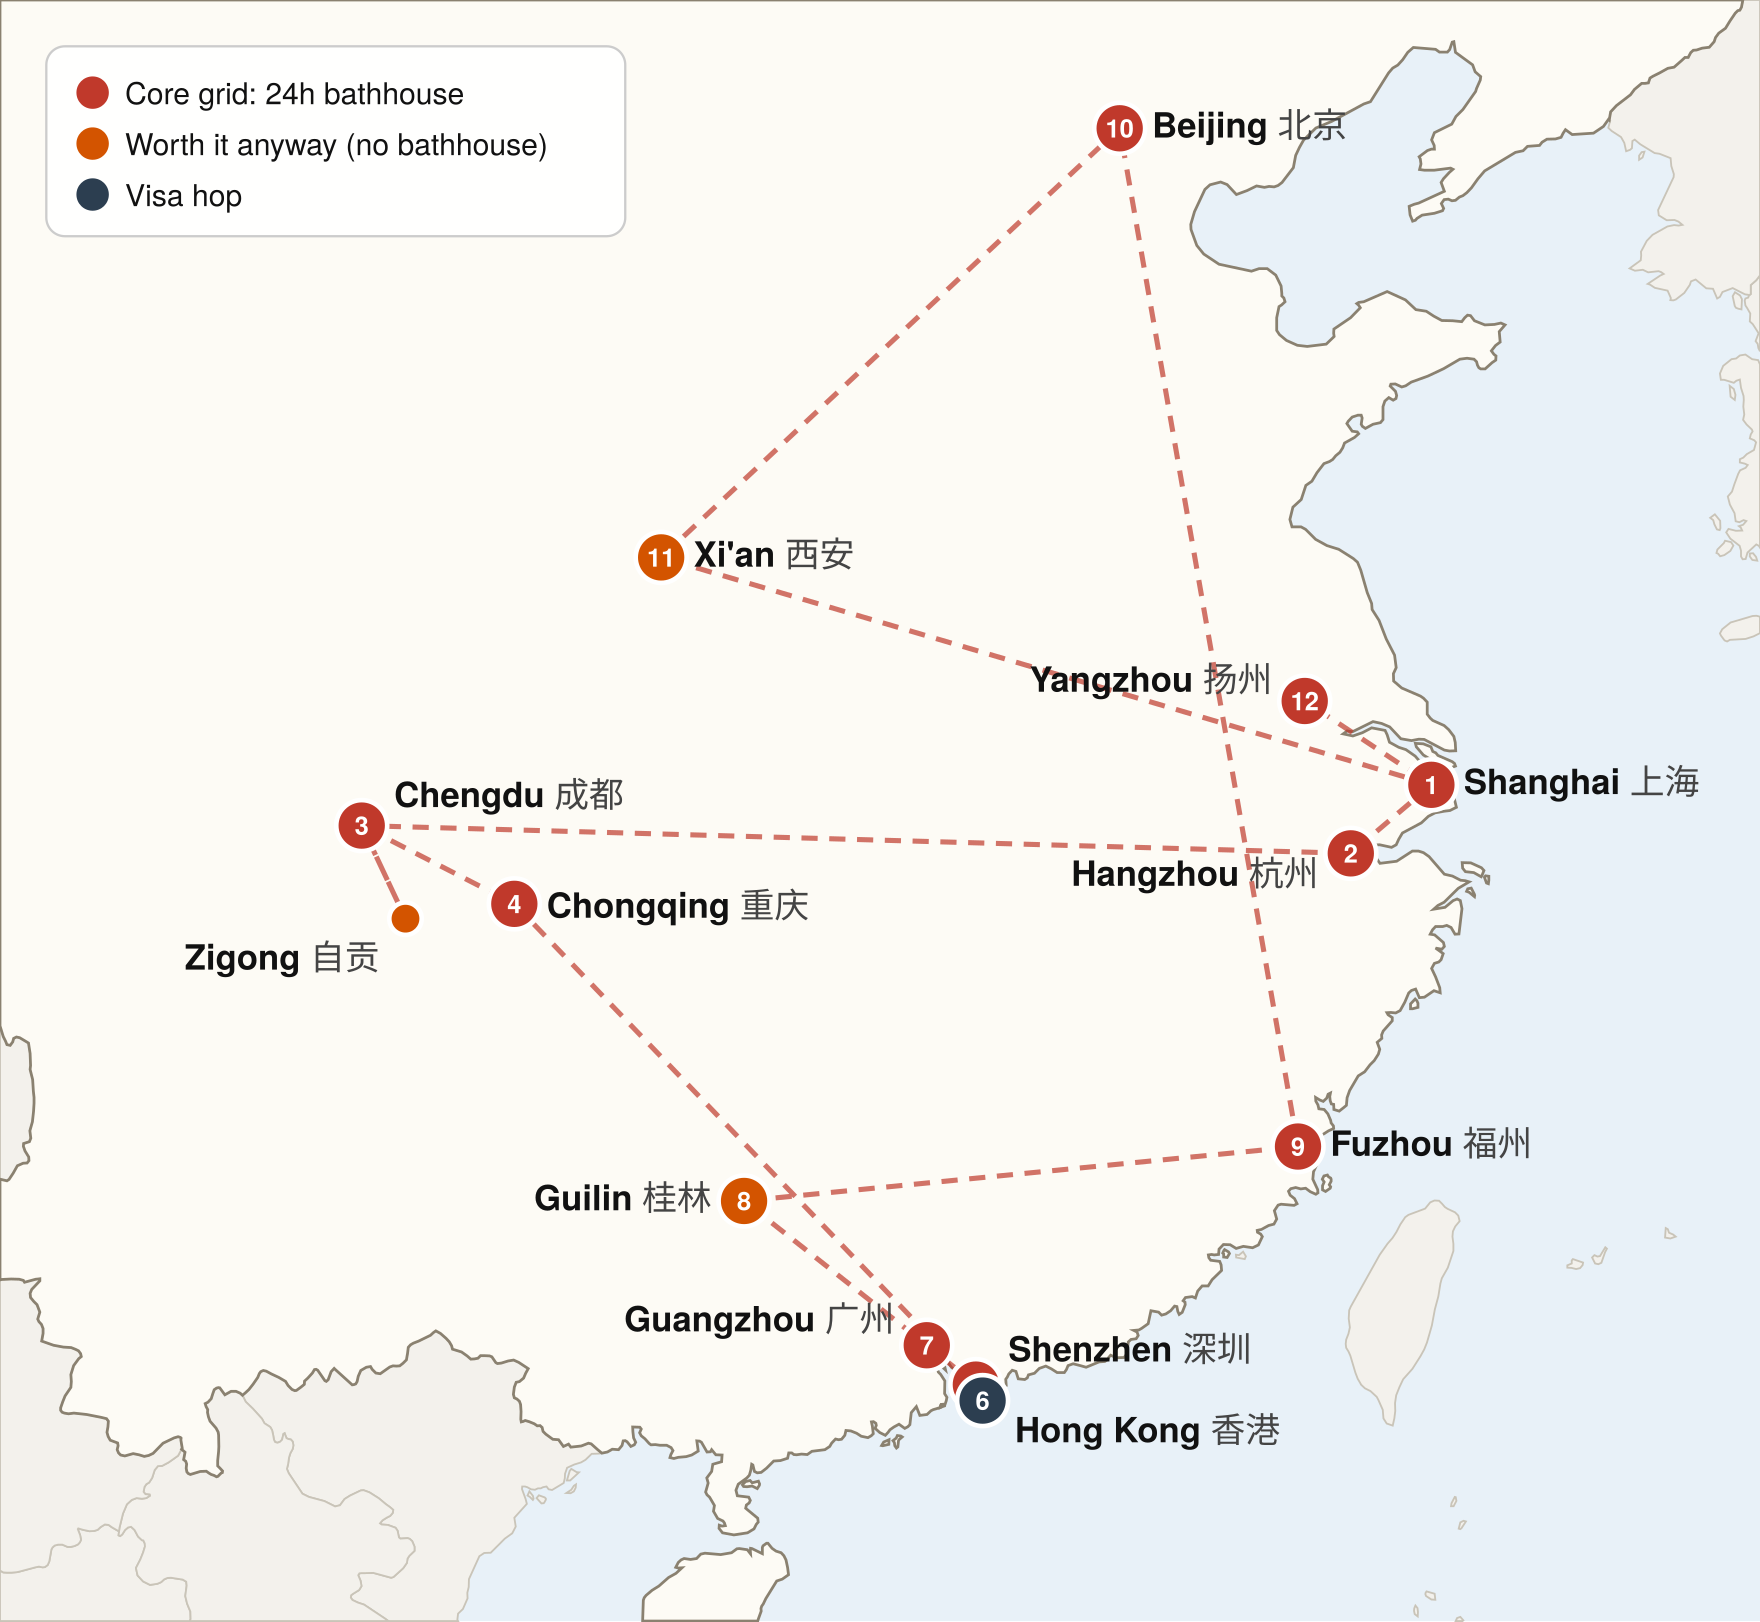 Core grid: 24h bathhouse
Worth it anyway (no bathhouse)
Visa hop
10 Beijing 北京
11 Xi'an 西安
Yangzhou 扬州 12
1 Shanghai 上海
Chengdu 成都
3
2
Hangzhou 杭州
4 Chongqing 重庆
Zigong 自贡
9 Fuzhou 福州
Guilin 桂林 8
Guangzhou 广州
7
Shenzhen 深圳
6
Hong Kong 香港